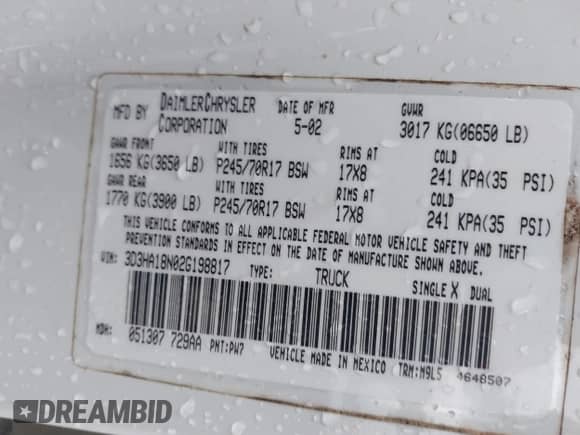 MFD BY DAIMLERCHRYSLER CORPORATION DATE OF MFR 5-02 GVWR 3017 KG(06650 LB)
GAWR FRONT WITH TIRES RIMS AT COLD
1656 KG(3650 LB) P245/70R17 BSW 17X8 241 KPA(35 PSI)
GAWR REAR WITH TIRES RIMS AT COLD
1770 KG(3900 LB) P245/70R17 BSW 17X8 241 KPA(35 PSI)
THIS VEHICLE CONFORMS TO ALL APPLICABLE FEDERAL MOTOR VEHICLE SAFETY AND THEFT
PREVENTION STANDARDS IN EFFECT ON THE DATE OF MANUFACTURE SHOWN ABOVE.
VIN: 3D3HA18N02G198817 TYPE: TRUCK SINGLE X DUAL
MDH: 051307 729AA PNT:PW7 VEHICLE MADE IN MEXICO TRM:M9L5 4648507
DREAMBID